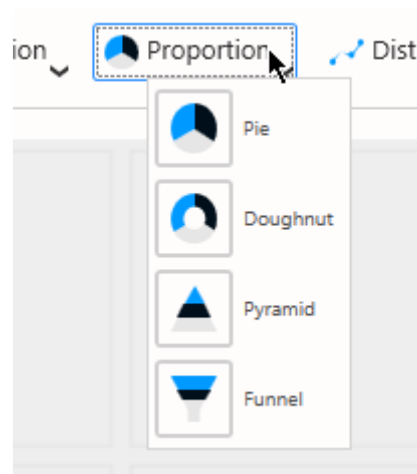 ion Proportion Dist
Pie
Doughnut
Pyramid
Funnel